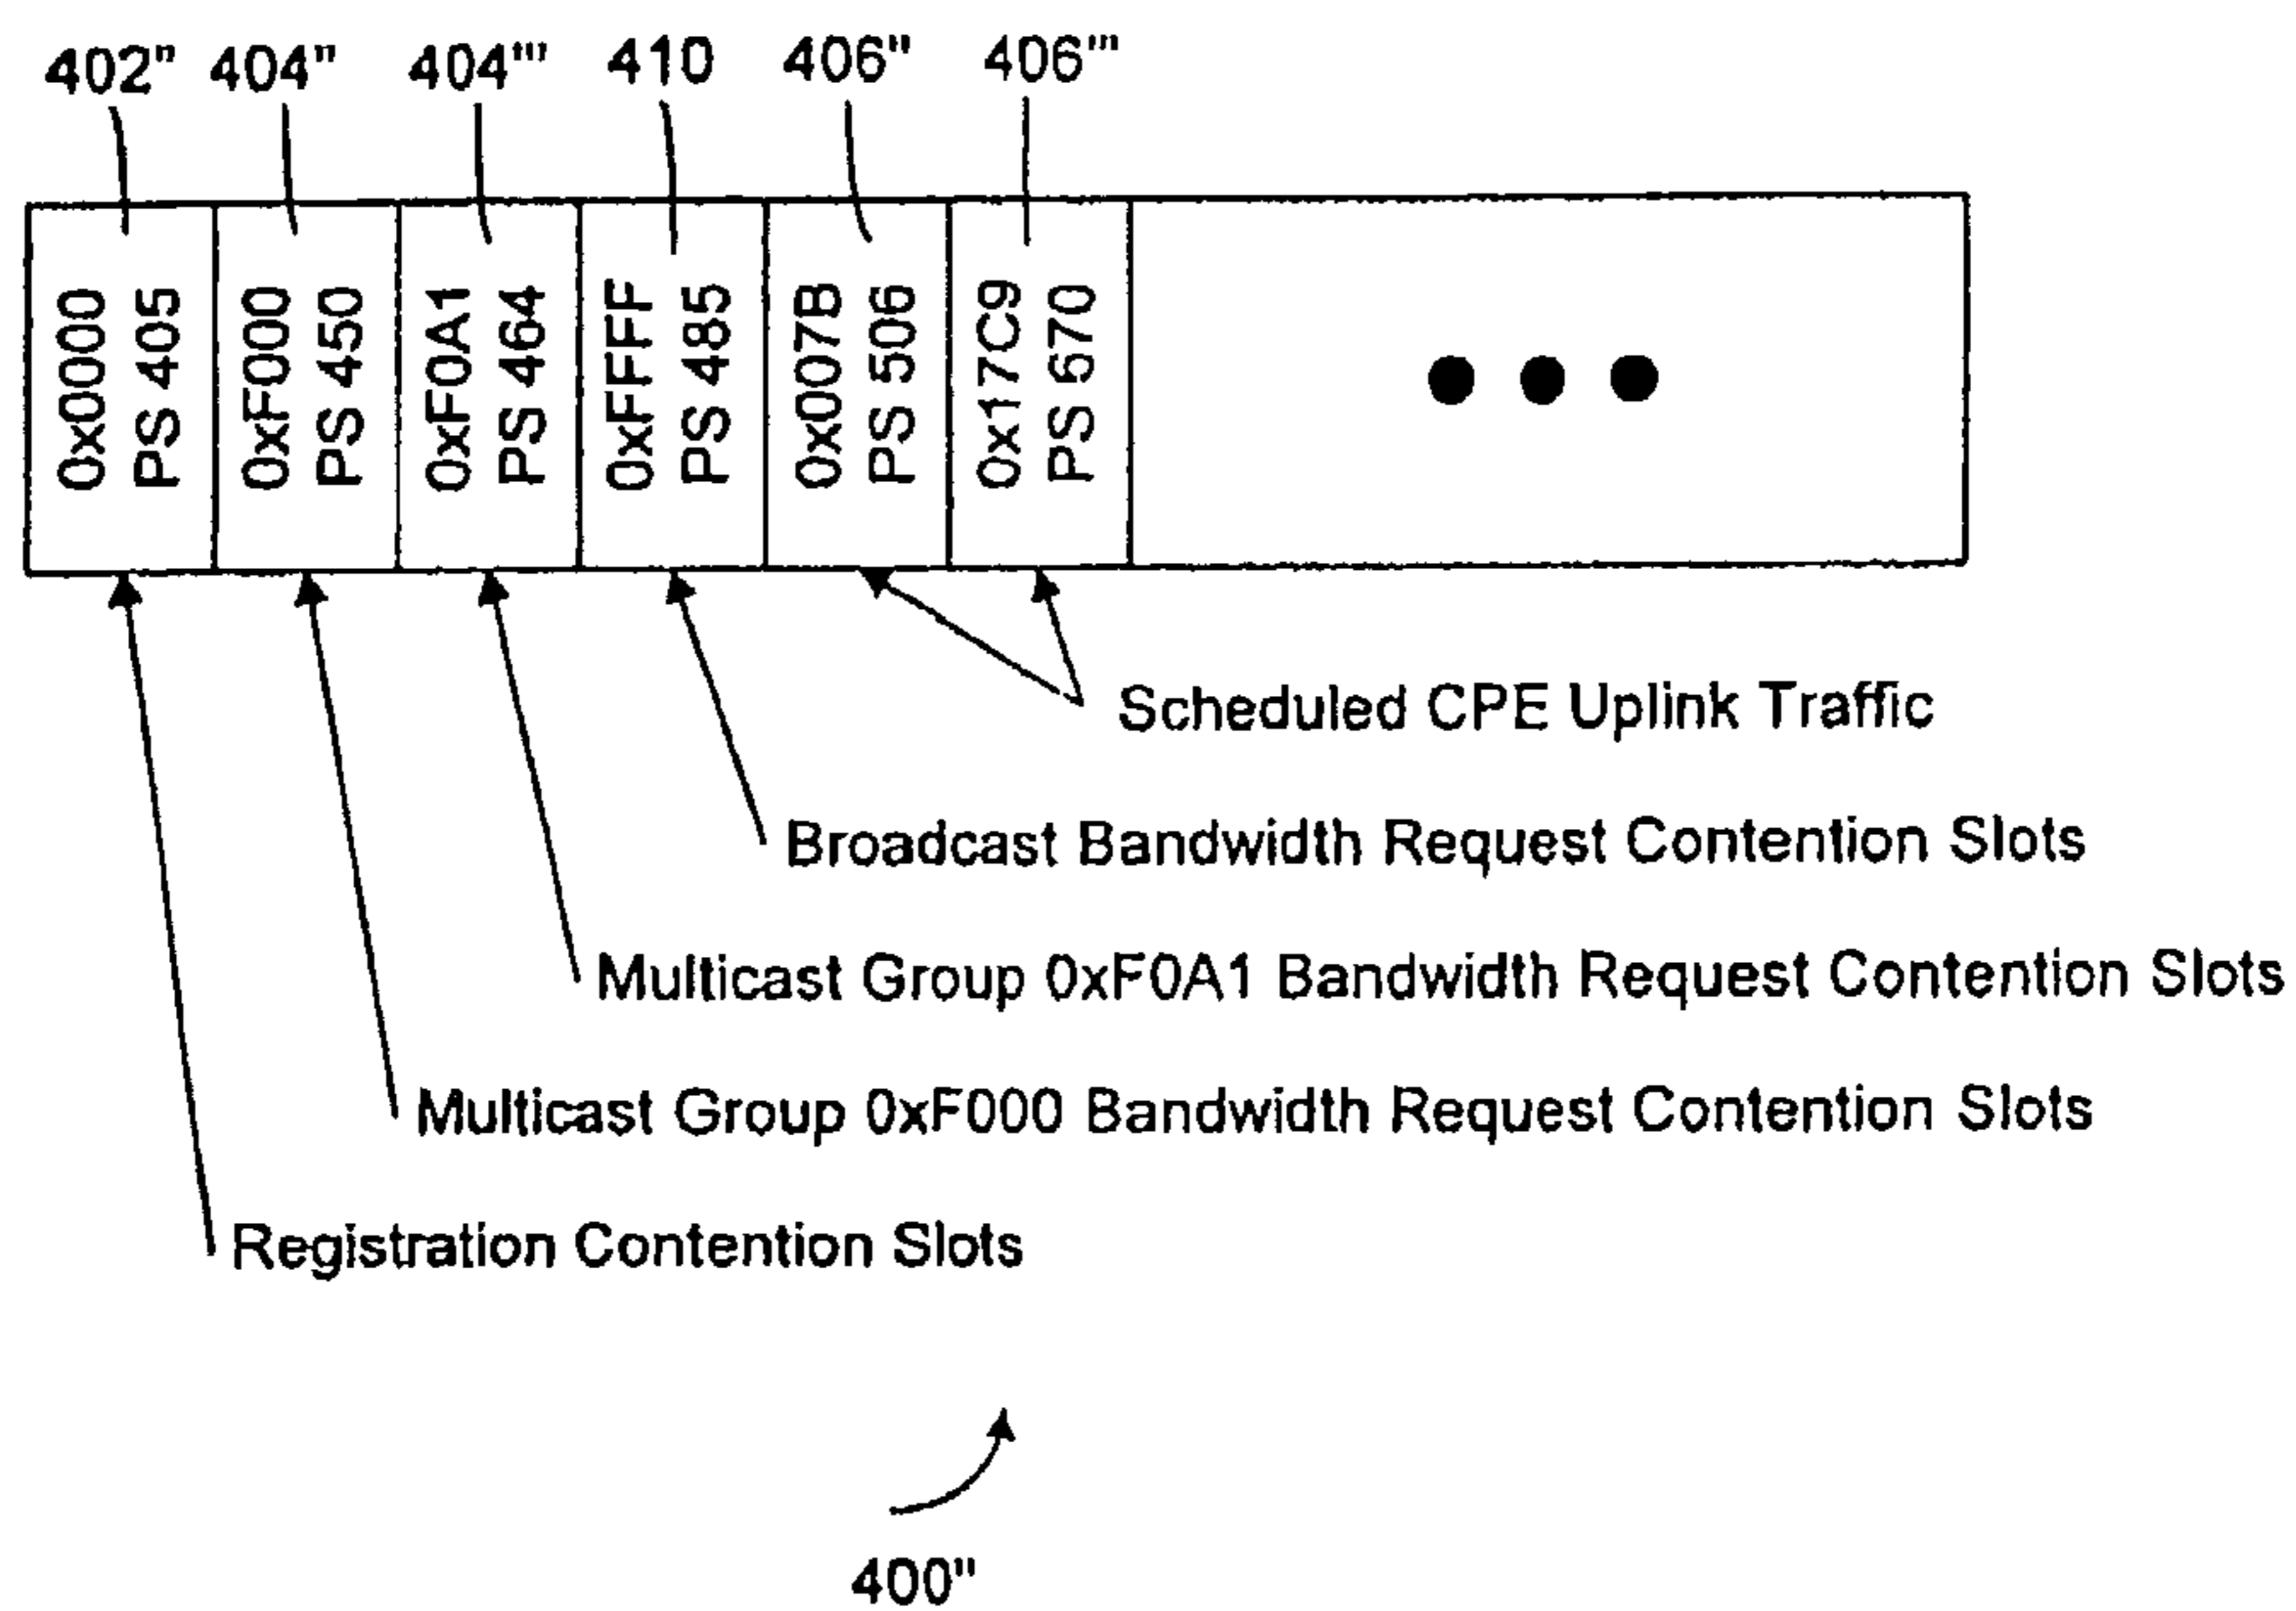 402" 404" 404''' 410 406" 406'''
0x0000
PS 405
0xF000
PS 450
0xF0A1
PS 464
0xFFFF
PS 485
0x007B
PS 506
0x17C9
PS 670
Scheduled CPE Uplink Traffic
Broadcast Bandwidth Request Contention Slots
Multicast Group 0xF0A1 Bandwidth Request Contention Slots
Multicast Group 0xF000 Bandwidth Request Contention Slots
Registration Contention Slots
400"